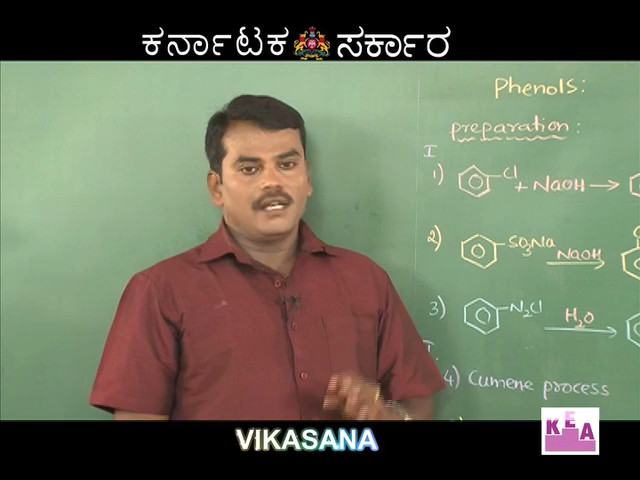 ಕರ್ನಾಟಕ ಸರ್ಕಾರ
Phenols:
preparation:
I
1) Cl + NaOH →
2) SO3Na NaOH →
3) N2Cl H2O →
4) Cumene process
VIKASANA
KEA